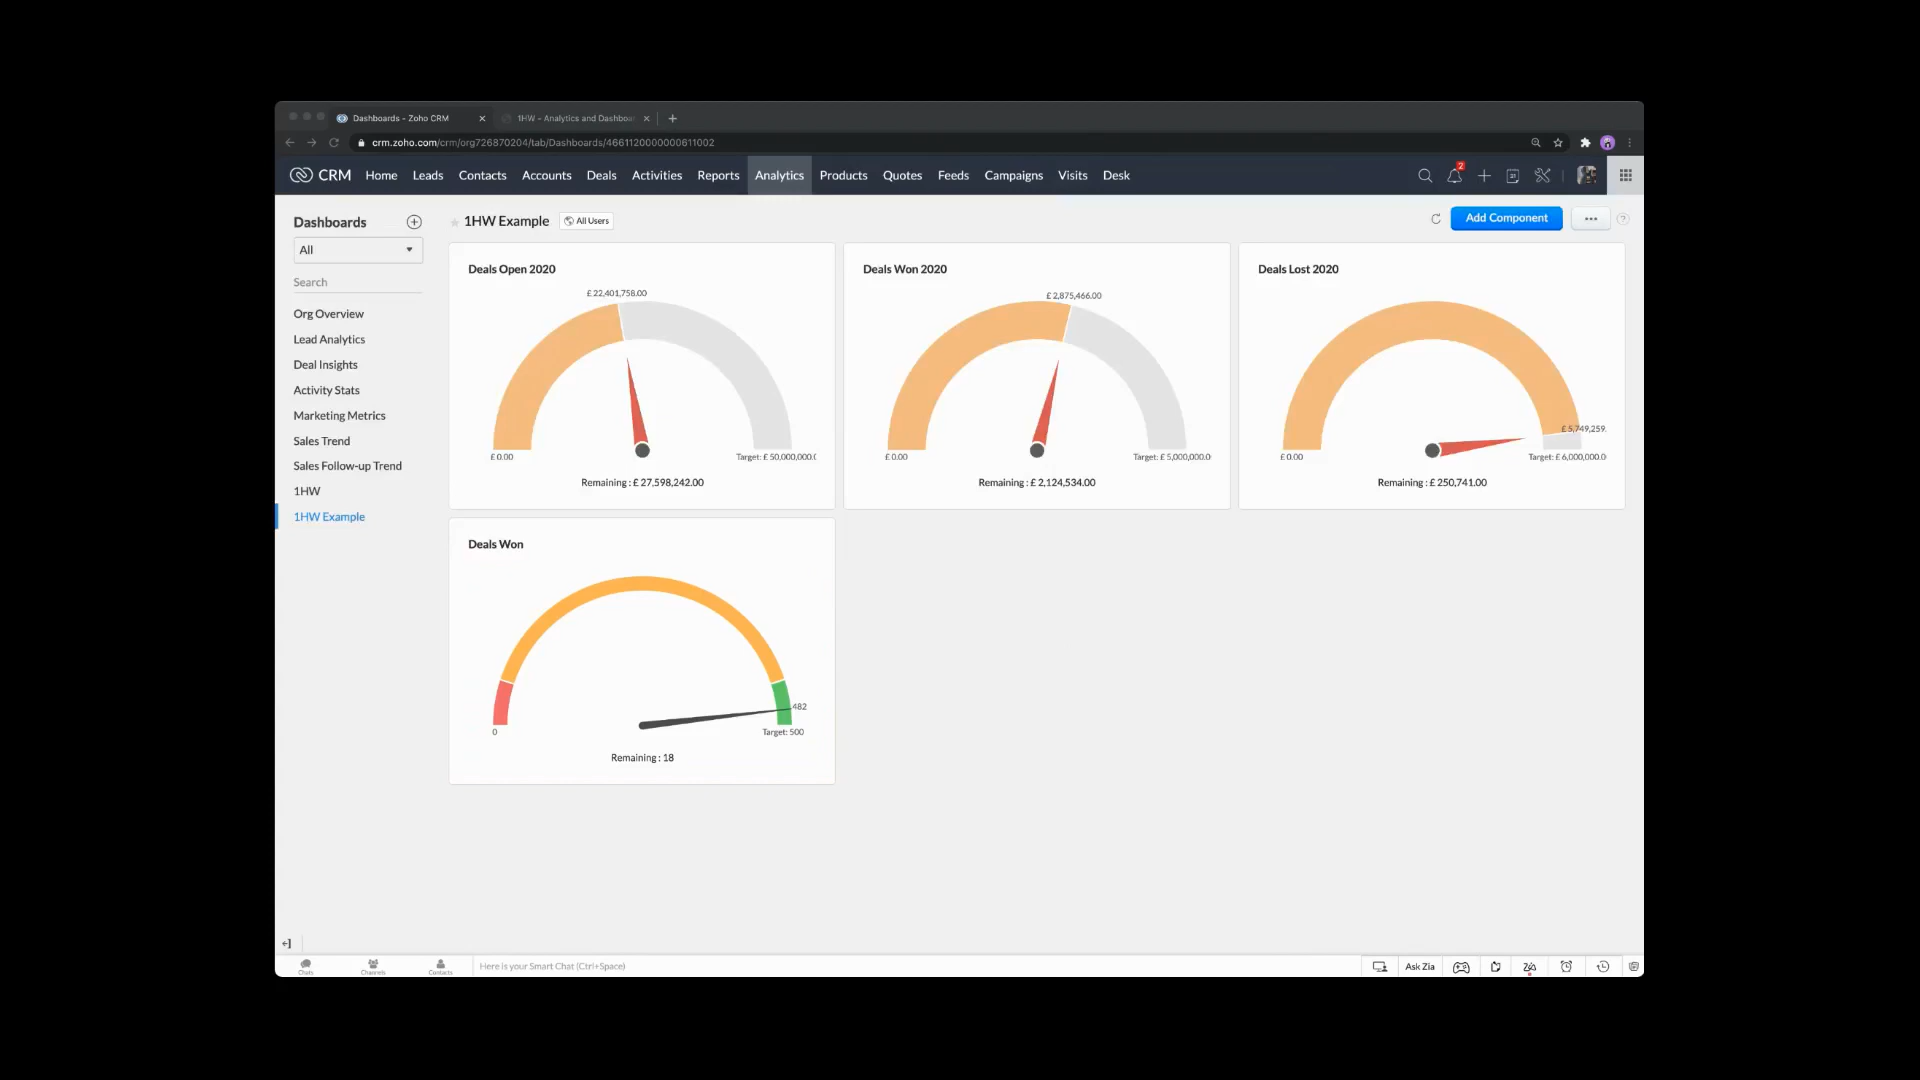 Dashboards - Zoho CRM
1HW - Analytics and Dashboar
crm.zoho.com/crm/org726870204/tab/Dashboards/4661120000000611002
CRM Home Leads Contacts Accounts Deals Activities Reports Analytics Products Quotes Feeds Campaigns Visits Desk
2
Dashboards
All
Search
Org Overview
Lead Analytics
Deal Insights
Activity Stats
Marketing Metrics
Sales Trend
Sales Follow-up Trend
1HW
1HW Example
1HW Example All Users
Add Component
Deals Open 2020
£ 22,401,758.00
£ 0.00
Target: £ 50,000,000.(
Remaining : £ 27,598,242.00
Deals Won 2020
£ 2,875,466.00
£ 0.00
Target: £ 5,000,000.0
Remaining : £ 2,124,534.00
Deals Lost 2020
£ 5,749,259.
£ 0.00
Target: £ 6,000,000.0
Remaining : £ 250,741.00
Deals Won
482
0
Target: 500
Remaining : 18
Chats
Channels
Contacts
Here is your Smart Chat (Ctrl+Space)
Ask Zia